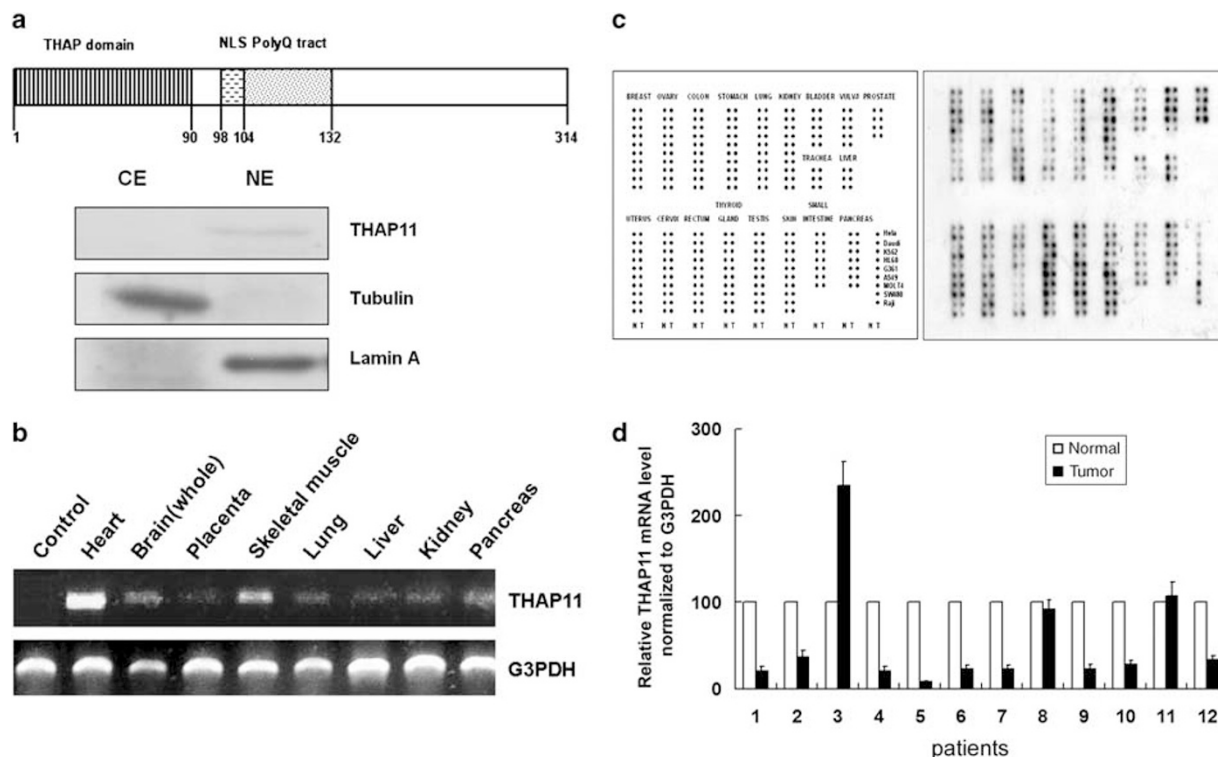 a
THAP domain
NLS PolyQ tract
1
90
98
104
132
314
CE
NE
THAP11
Tubulin
Lamin A
b
Control
Heart
Brain(whole)
Placenta
Skeletal muscle
Lung
Liver
Kidney
Pancreas
THAP11
G3PDH
c
BREAST OVARY COLON STOMACH LUNG KIDNEY BLADDER VULVA PROSTATE
TRACHEA LIVER
THYROID SMALL
UTERUS CERVIX RECTUM GLAND TESTIS SKIN INTESTINE PANCREAS
Hela
Daudi
K562
HL60
G361
A549
MOLT4
SW480
Raji
N T N T N T N T N T N T N T N T
d
Relative THAP11 mRNA level
normalized to G3PDH
300
200
100
0
Normal
Tumor
1 2 3 4 5 6 7 8 9 10 11 12
patients